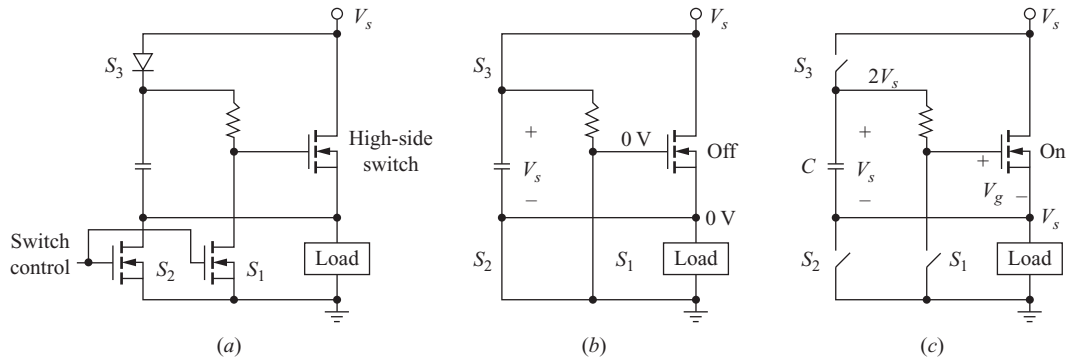 V_s
S_3
High-side
switch
Switch
control
S_2
S_1
Load
(a)
V_s
S_3
0 V
Off
+
V_s
−
0 V
S_2
S_1
Load
(b)
V_s
S_3
2V_s
On
+
C
V_s
−
+
V_g
−
V_s
S_2
S_1
Load
(c)